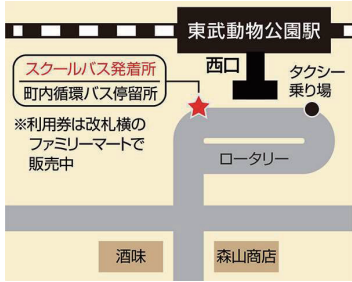 東武動物公園駅
西口
スクールバス発着所
町内循環バス停留所
タクシー
乗り場
※利用券は改札横の
ファミリーマートで
販売中
ロータリー
酒味
森山商店